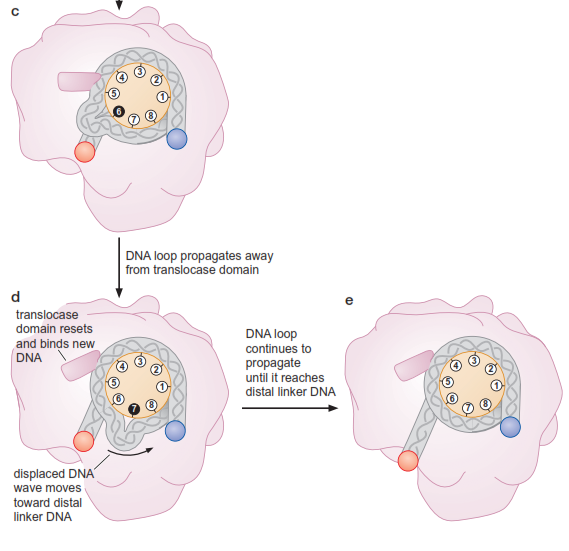 c
3
4
2
5
1
6
8
7
DNA loop propagates away
from translocase domain
d
translocase
domain resets
and binds new
DNA
3
4
2
5
1
6
8
7
displaced DNA
wave moves
toward distal
linker DNA
DNA loop
continues to
propagate
until it reaches
distal linker DNA
e
3
4
2
5
1
6
8
7